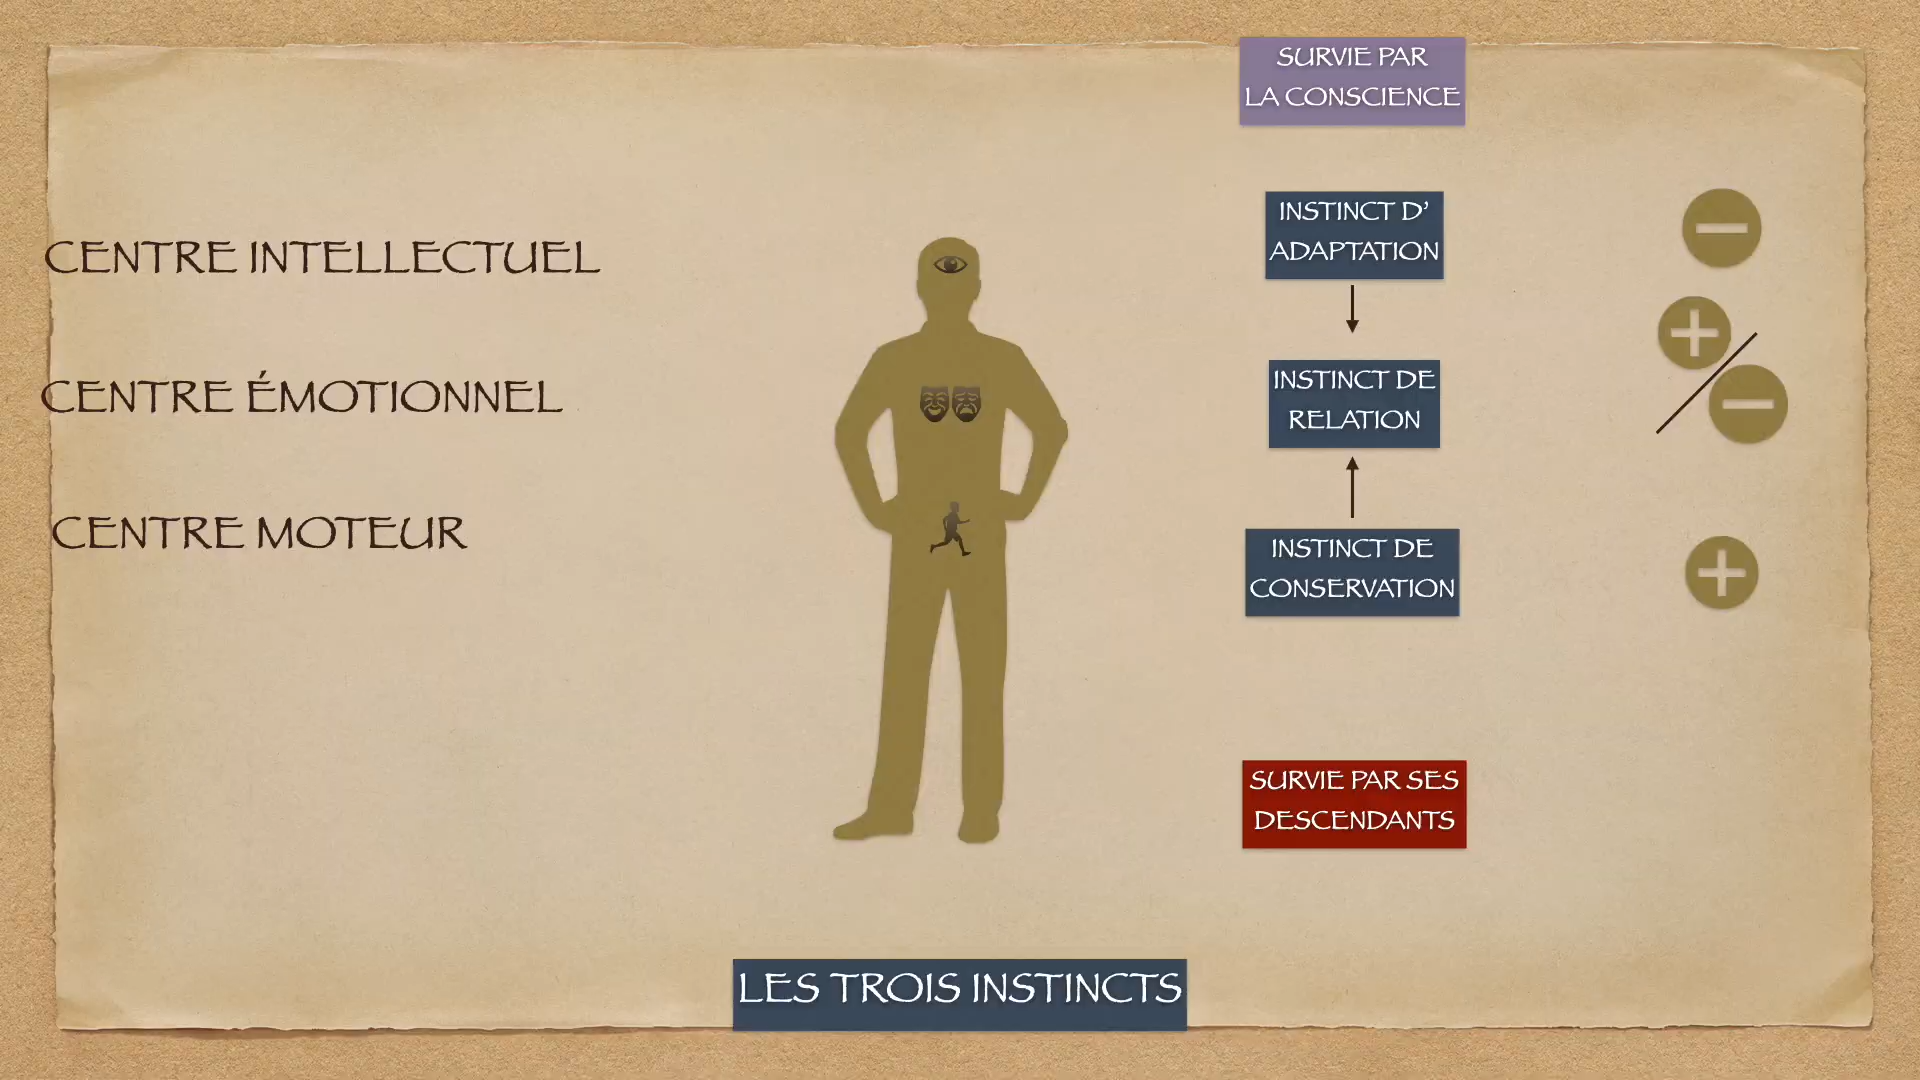 SURVIE PAR
LA CONSCIENCE
CENTRE INTELLECTUEL
INSTINCT D’
ADAPTATION
CENTRE ÉMOTIONNEL
INSTINCT DE
RELATION
CENTRE MOTEUR
INSTINCT DE
CONSERVATION
SURVIE PAR SES
DESCENDANTS
LES TROIS INSTINCTS